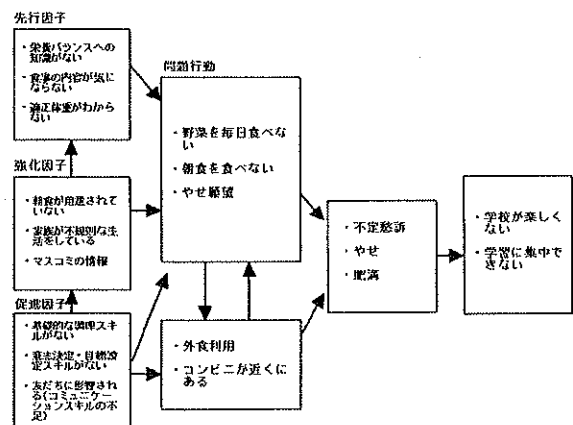 先行因子
・栄養バランスへの
知識がない
・食事の内容が気に
ならない
・適正体重がわから
ない
強化因子
・朝食が用意されて
いない
・家族が不規則な生
活をしている
・マスコミの情報
促進因子
・基礎的な調理スキ
ルがない
・意志決定・目標設
定スキルがない
・友だちに影響され
る(コミュニケー
ションスキルの不
足)
問題行動
・野菜を毎日食べな
い
・朝食を食べない
・やせ願望
・外食利用
・コンビニが近くに
ある
・不定愁訴
・やせ
・肥満
・学校が楽しく
ない
・学習に集中で
きない